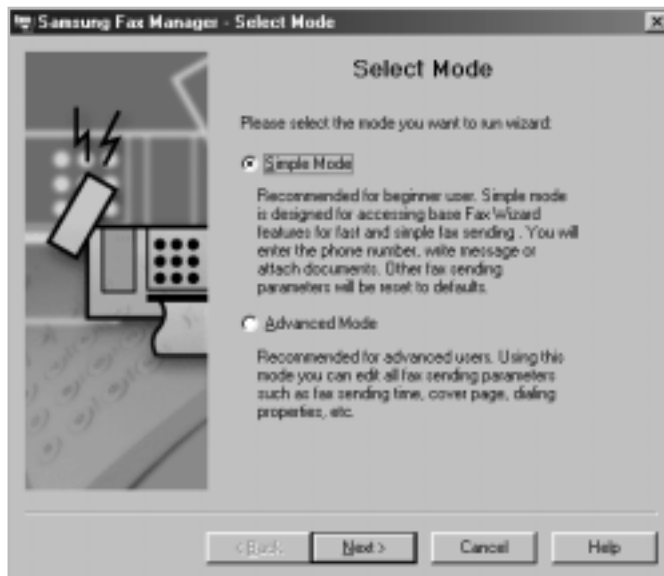 Samsung Fax Manager - Select Mode
Select Mode
Please select the mode you want to run wizard:
Simple Mode
Recommended for beginner user. Simple mode
is designed for accessing base Fax Wizard
features for fast and simple fax sending . You will
enter the phone number, write message or
attach documents. Other fax sending
parameters will be reset to defaults.
Advanced Mode
Recommended for advanced users. Using this
mode you can edit all fax sending parameters
such as fax sending time, cover page, dialing
properties, etc.
< Back Next > Cancel Help